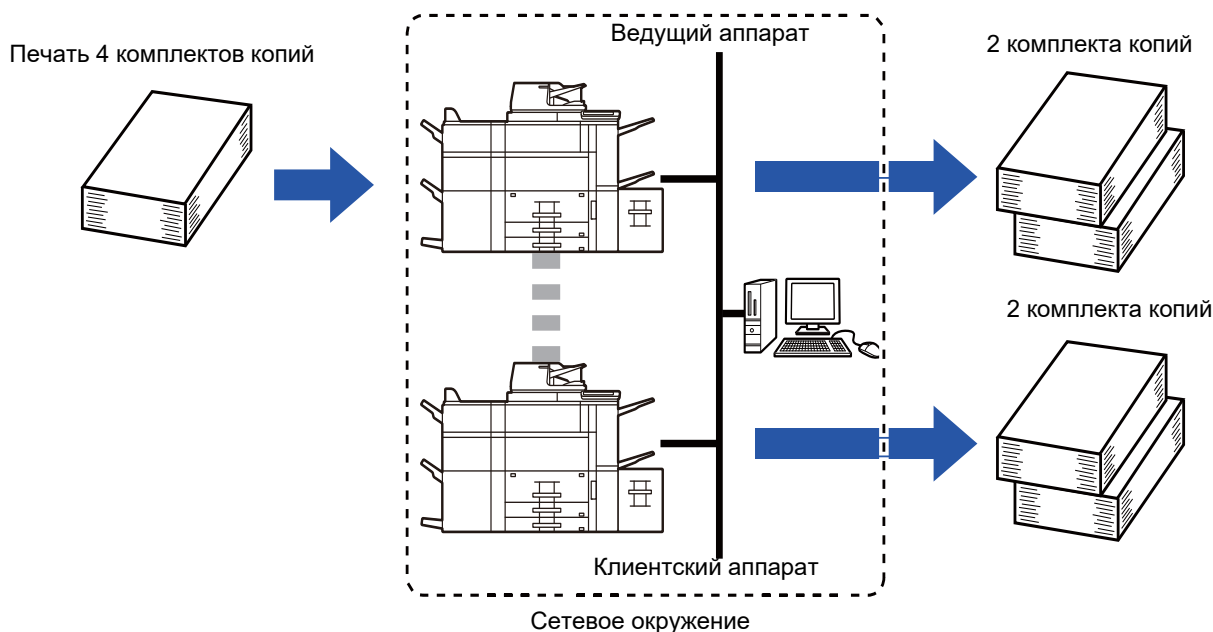 Печать 4 комплектов копий
Ведущий аппарат
2 комплекта копий
2 комплекта копий
Клиентский аппарат
Сетевое окружение